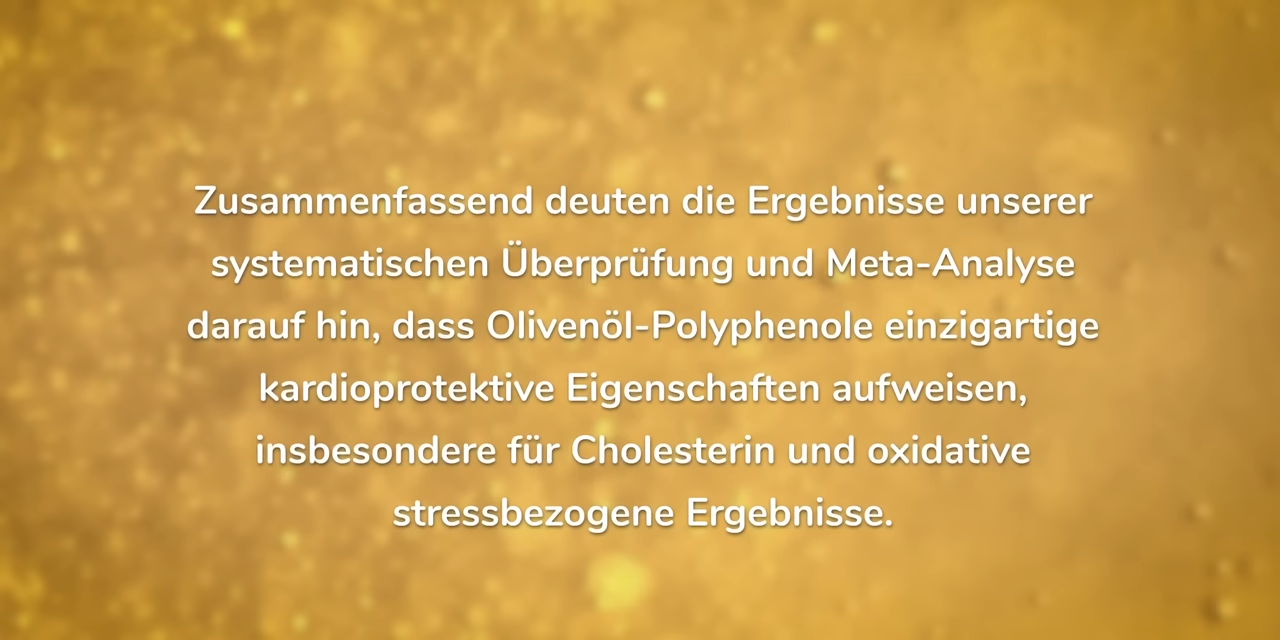 Zusammenfassend deuten die Ergebnisse unserer
systematischen Überprüfung und Meta-Analyse
darauf hin, dass Olivenöl-Polyphenole einzigartige
kardioprotektive Eigenschaften aufweisen,
insbesondere für Cholesterin und oxidative
stressbezogene Ergebnisse.